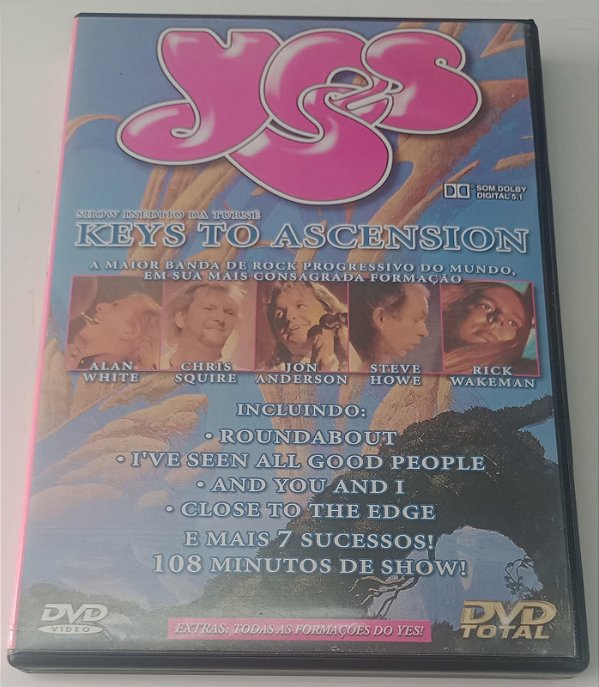 YES
SOM DOLBY
DIGITAL 5.1
SHOW INÉDITO DA TURNÊ
KEYS TO ASCENSION
A MAIOR BANDA DE ROCK PROGRESSIVO DO MUNDO,
EM SUA MAIS CONSAGRADA FORMAÇÃO
ALAN WHITE
CHRIS SQUIRE
JON ANDERSON
STEVE HOWE
RICK WAKEMAN
INCLUINDO:
• ROUNDABOUT
• I'VE SEEN ALL GOOD PEOPLE
• AND YOU AND I
• CLOSE TO THE EDGE
E MAIS 7 SUCESSOS!
108 MINUTOS DE SHOW!
DVD
VIDEO
EXTRAS: TODAS AS FORMAÇÕES DO YES!
DVD
TOTAL